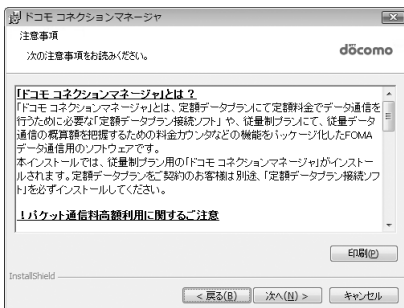 ドコモ コネクションマネージャ
注意事項
次の注意事項をお読みください。
döcomo
「ドコモ コネクションマネージャ」とは？
「ドコモ コネクションマネージャ」とは、定額データプランにて定額料金でデータ通信を
行うために必要な「定額データプラン接続ソフト」や、従量制プランにて、従量データ
通信の概算額を把握するための料金カウンタなどの機能をパッケージ化したFOMA
データ通信用のソフトウェアです。
本インストールでは、従量制プラン用の「ドコモ コネクションマネージャ」がインストー
ルされます。定額データプランをご契約のお客様は別途、「定額データプラン接続ソフ
ト」を必ずインストールしてください。
！パケット通信料高額利用に関するご注意
印刷(P)
InstallShield
< 戻る(B)
次へ(N) >
キャンセル